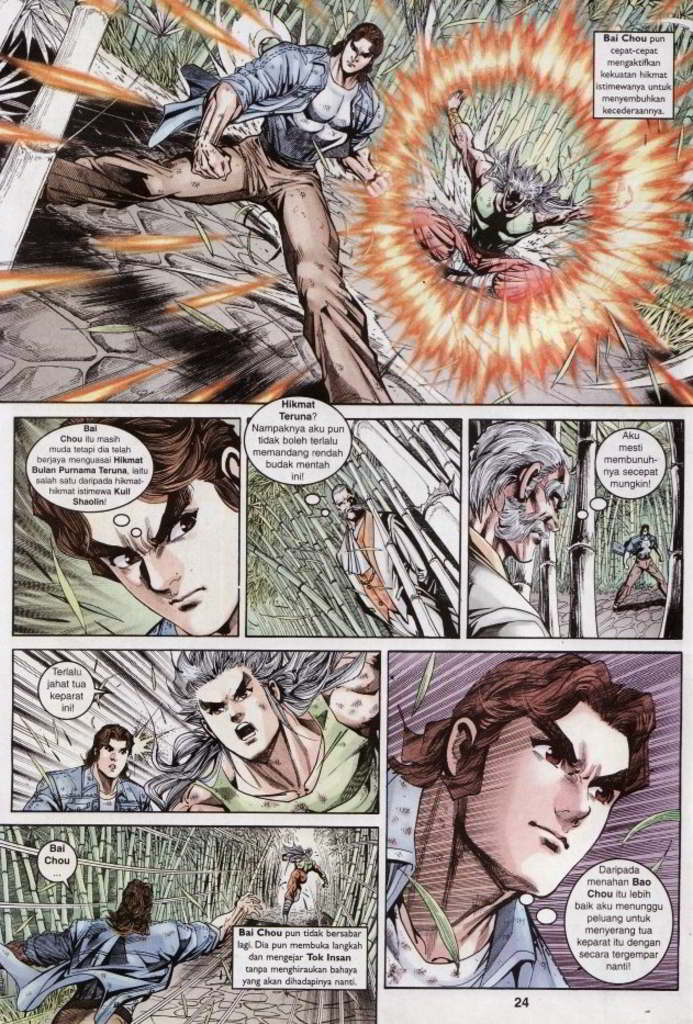 Bai Chou pun
cepat-cepat
mengaktifkan
kekuatan hikmat
istimewanya untuk
menyembuhkan
kecederaannya.
Bai
Chou itu masih
muda tetapi dia telah
berjaya menguasai Hikmat
Bulan Purnama Teruna, iaitu
salah satu daripada hikmat-
hikmat istimewa Kuil
Shaolin!
Hikmat
Teruna?
Nampaknya aku pun
tidak boleh terlalu
memandang rendah
budak mentah
ini!
Aku
mesti
membunuh-
nya secepat
mungkin!
Terlalu
jahat tua
keparat
ini!
Bai
Chou
...
Bai Chou pun tidak bersabar
lagi. Dia pun membuka langkah
dan mengejar Tok Insan
tanpa menghiraukan bahaya
yang akan dihadapinya nanti.
Daripada
menahan Bao
Chou itu lebih
baik aku menunggu
peluang untuk
menyerang tua
keparat itu dengan
secara tergempar
nanti!
24